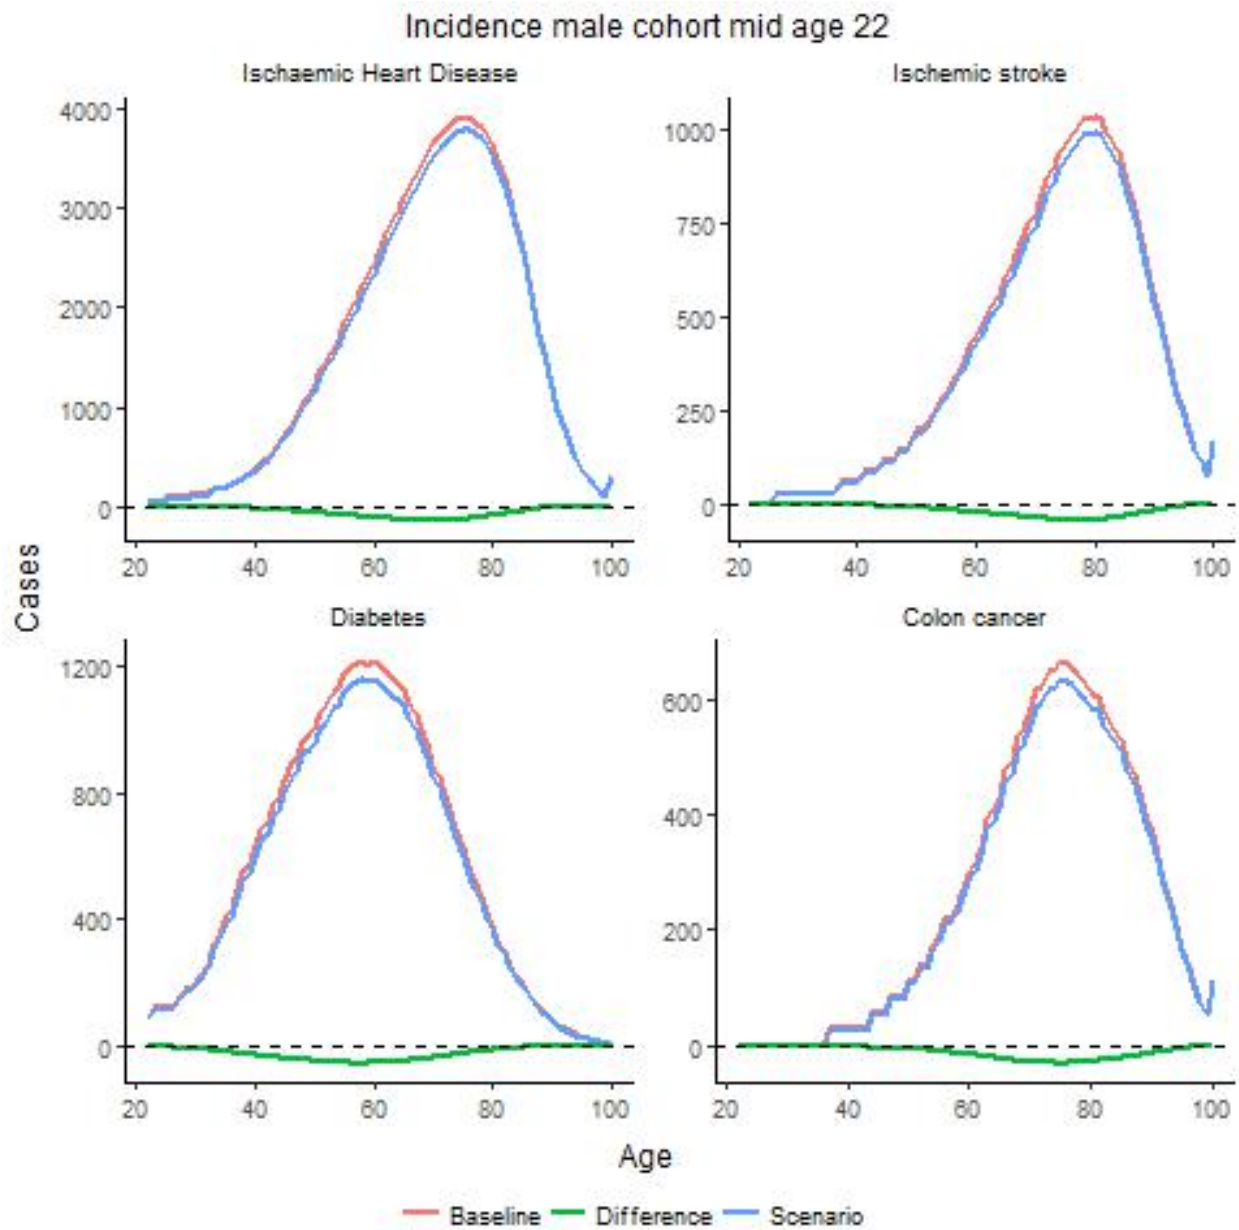 Incidence male cohort mid age 22
Ischaemic Heart Disease
Ischemic stroke
4000
3000
2000
1000
0
20 40 60 80 100
1000
750
500
250
0
20 40 60 80 100
Cases
Diabetes
Colon cancer
1200
800
400
0
20 40 60 80 100
600
400
200
0
20 40 60 80 100
Age
Baseline Difference Scenario